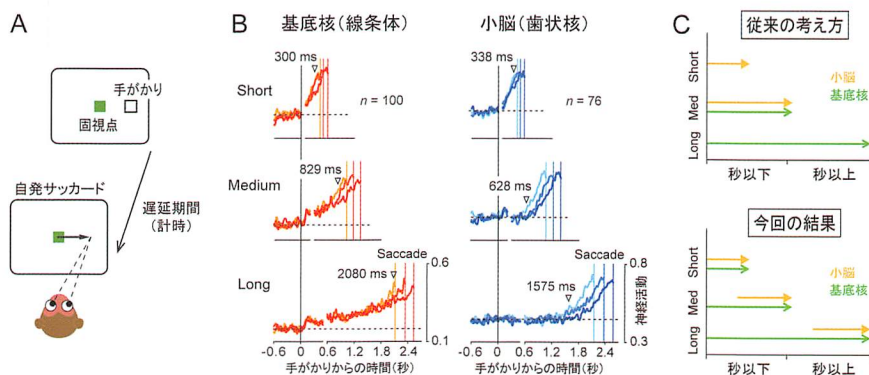 A
手がかり
固視点
自発サッカード
遅延期間
(計時)
B
基底核(線条体)
小脳(歯状核)
300 ms
338 ms
Short
n = 100
n = 76
829 ms
628 ms
Medium
Saccade
Saccade
2080 ms
1575 ms
Long
0.6
0.1
0.8
0.3
神経活動
-0.6 0 0.6 1.2 1.8 2.4
-0.6 0 0.6 1.2 1.8 2.4
手がかりからの時間(秒)
手がかりからの時間(秒)
C
従来の考え方
Short
Med
Long
小脳
基底核
秒以下
秒以上
今回の結果
Short
Med
Long
小脳
基底核
秒以下
秒以上